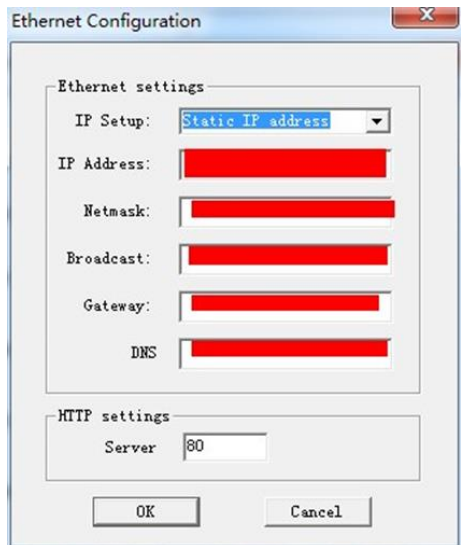 Ethernet Configuration
Ethernet settings
IP Setup: Static IP address
IP Address:
Netmask:
Broadcast:
Gateway:
DNS
HTTP settings
Server 80
OK Cancel